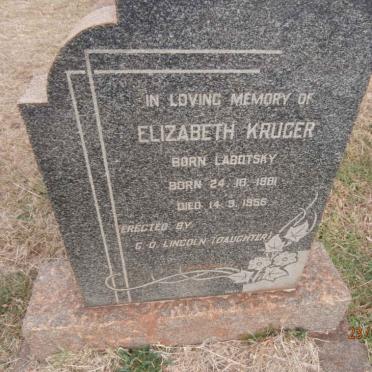 IN LOVING MEMORY OF
ELIZABETH KRUGER
BORN LABOTSKY
BORN 24. 10. 1881
DIED 14. 9. 1956
ERECTED BY
G. O. LINCOLN (DAUGHTER)